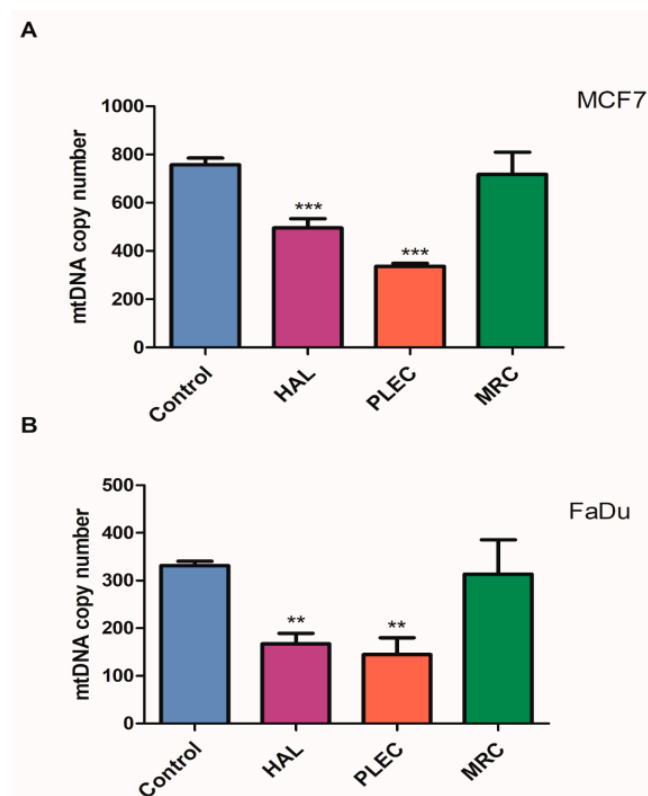 A
MCF7
mtDNA copy number
1000
800
600
400
200
0
***
***
Control
HAL
PLEC
MRC
B
FaDu
mtDNA copy number
500
400
300
200
100
0
**
**
Control
HAL
PLEC
MRC